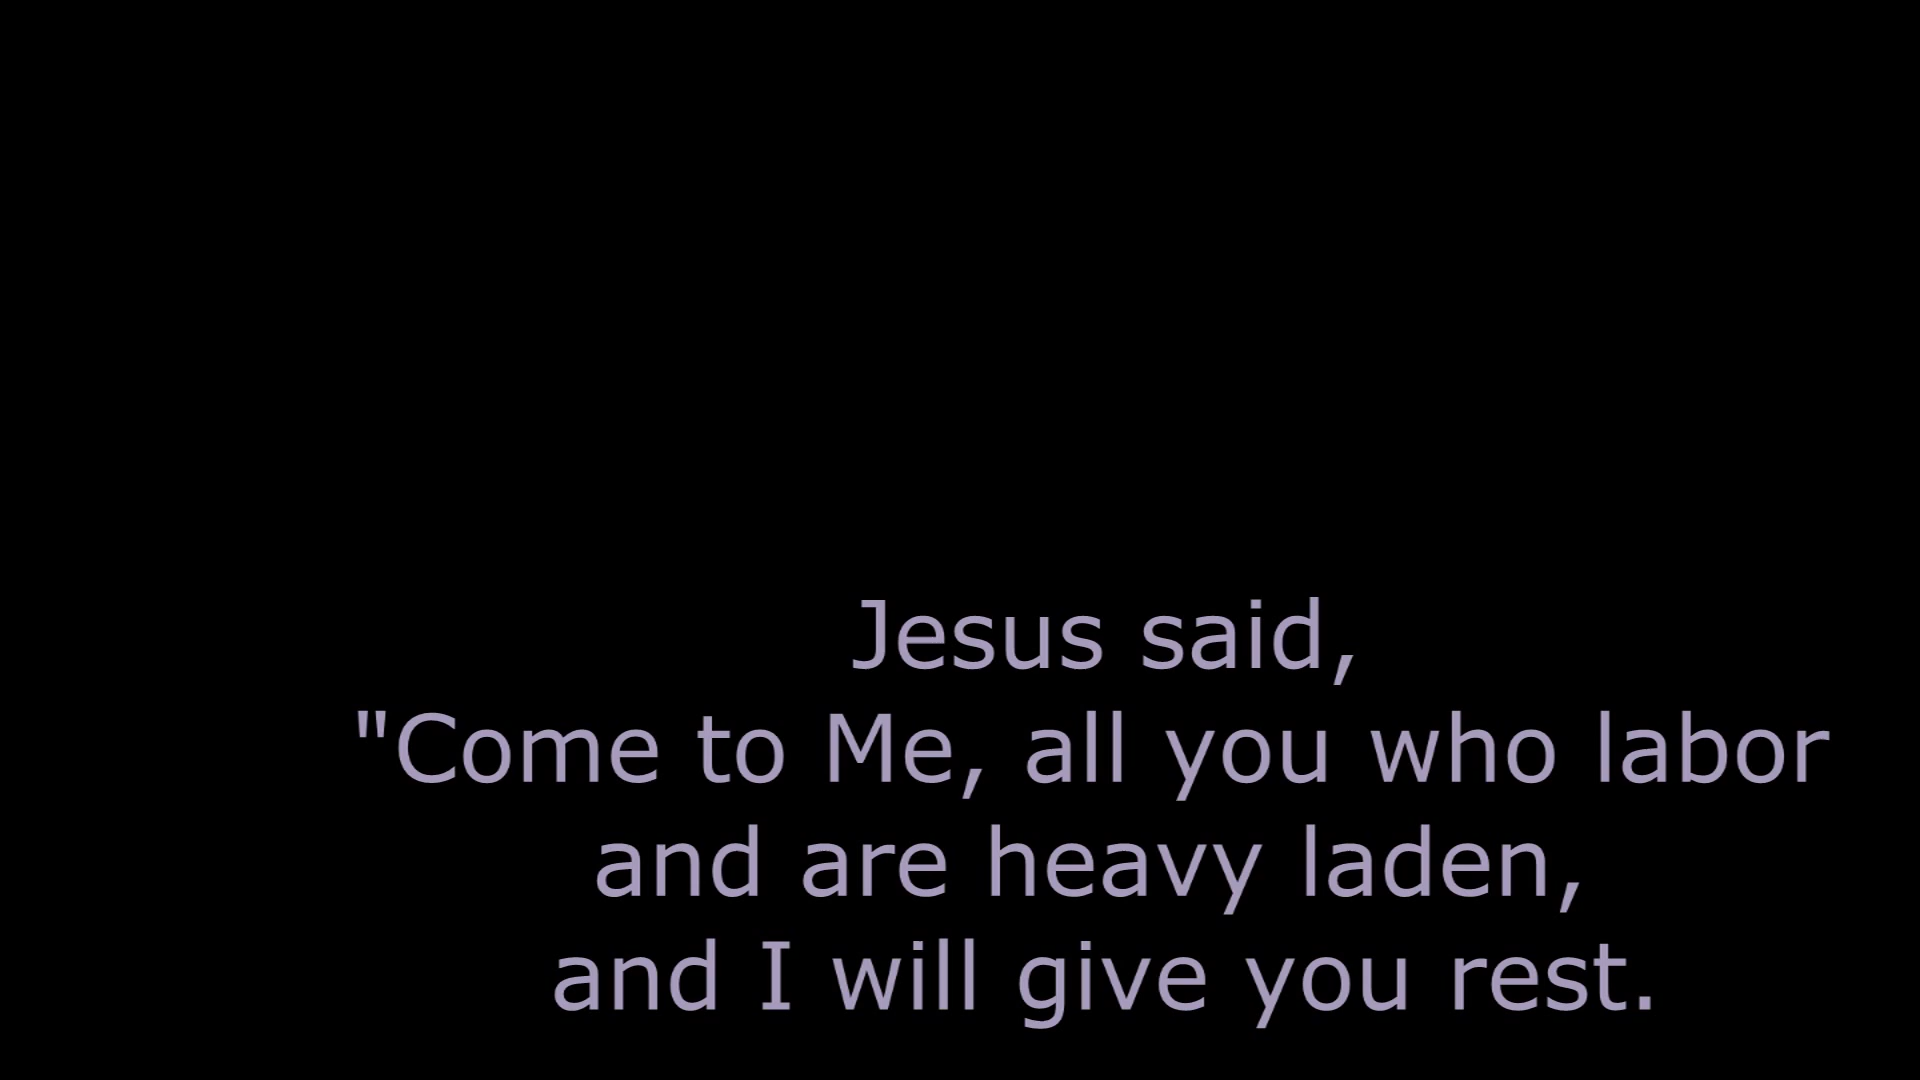 Jesus said,
"Come to Me, all you who labor
and are heavy laden,
and I will give you rest.